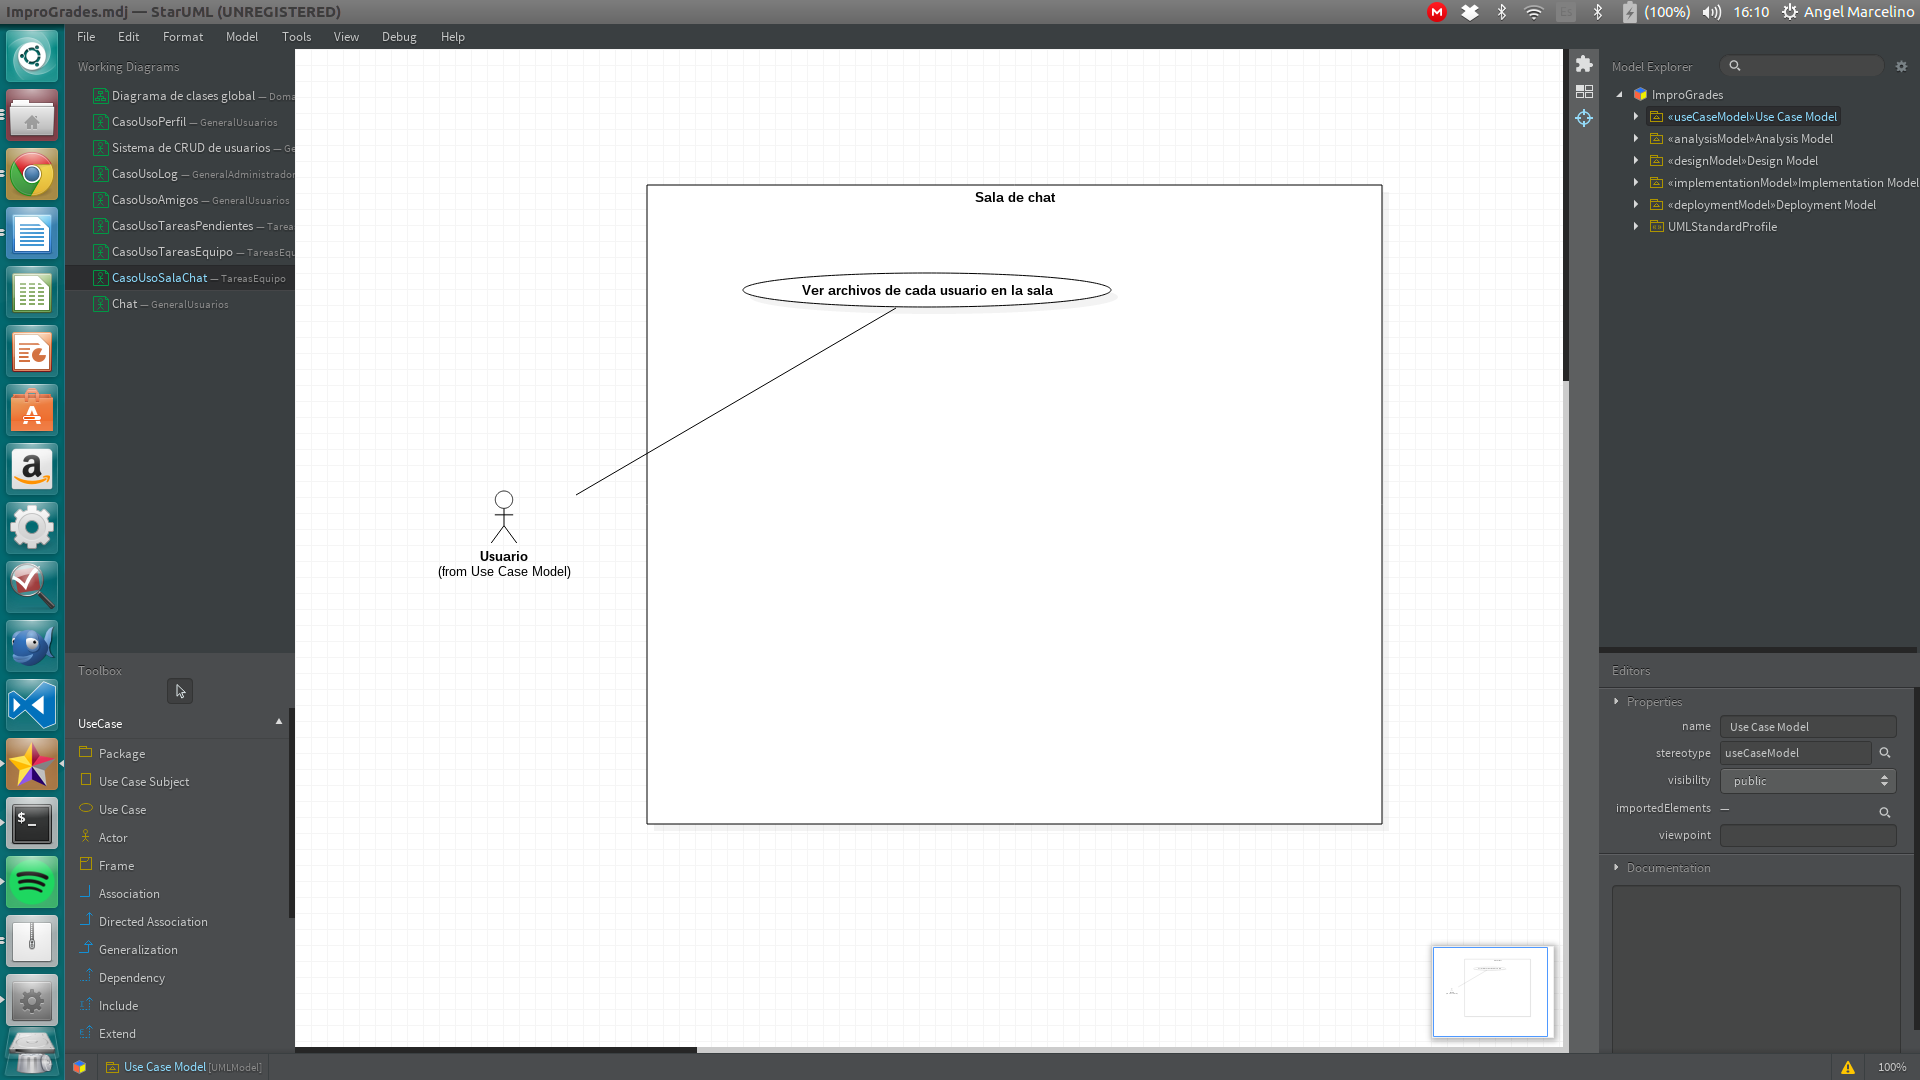 ImproGrades.mdj — StarUML (UNREGISTERED)
Es
(100%)
16:10
Angel Marcelino
File Edit Format Model Tools View Debug Help
Working Diagrams
Diagrama de clases global — Doma
CasoUsoPerfil — GeneralUsuarios
Sistema de CRUD de usuarios — Ge
CasoUsoLog — GeneralAdministrador
CasoUsoAmigos — GeneralUsuarios
CasoUsoTareasPendientes — Tarea
CasoUsoTareasEquipo — TareasEqu
CasoUsoSalaChat — TareasEquipo
Chat — GeneralUsuarios
Toolbox
UseCase
Package
Use Case Subject
Use Case
Actor
Frame
Association
Directed Association
Generalization
Dependency
Include
Extend
Sala de chat
Ver archivos de cada usuario en la sala
Usuario
(from Use Case Model)
Model Explorer
ImproGrades
«useCaseModel»Use Case Model
«analysisModel»Analysis Model
«designModel»Design Model
«implementationModel»Implementation Model
«deploymentModel»Deployment Model
UMLStandardProfile
Editors
Properties
name Use Case Model
stereotype useCaseModel
visibility public
importedElements —
viewpoint
Documentation
Use Case Model [UMLModel]
100%